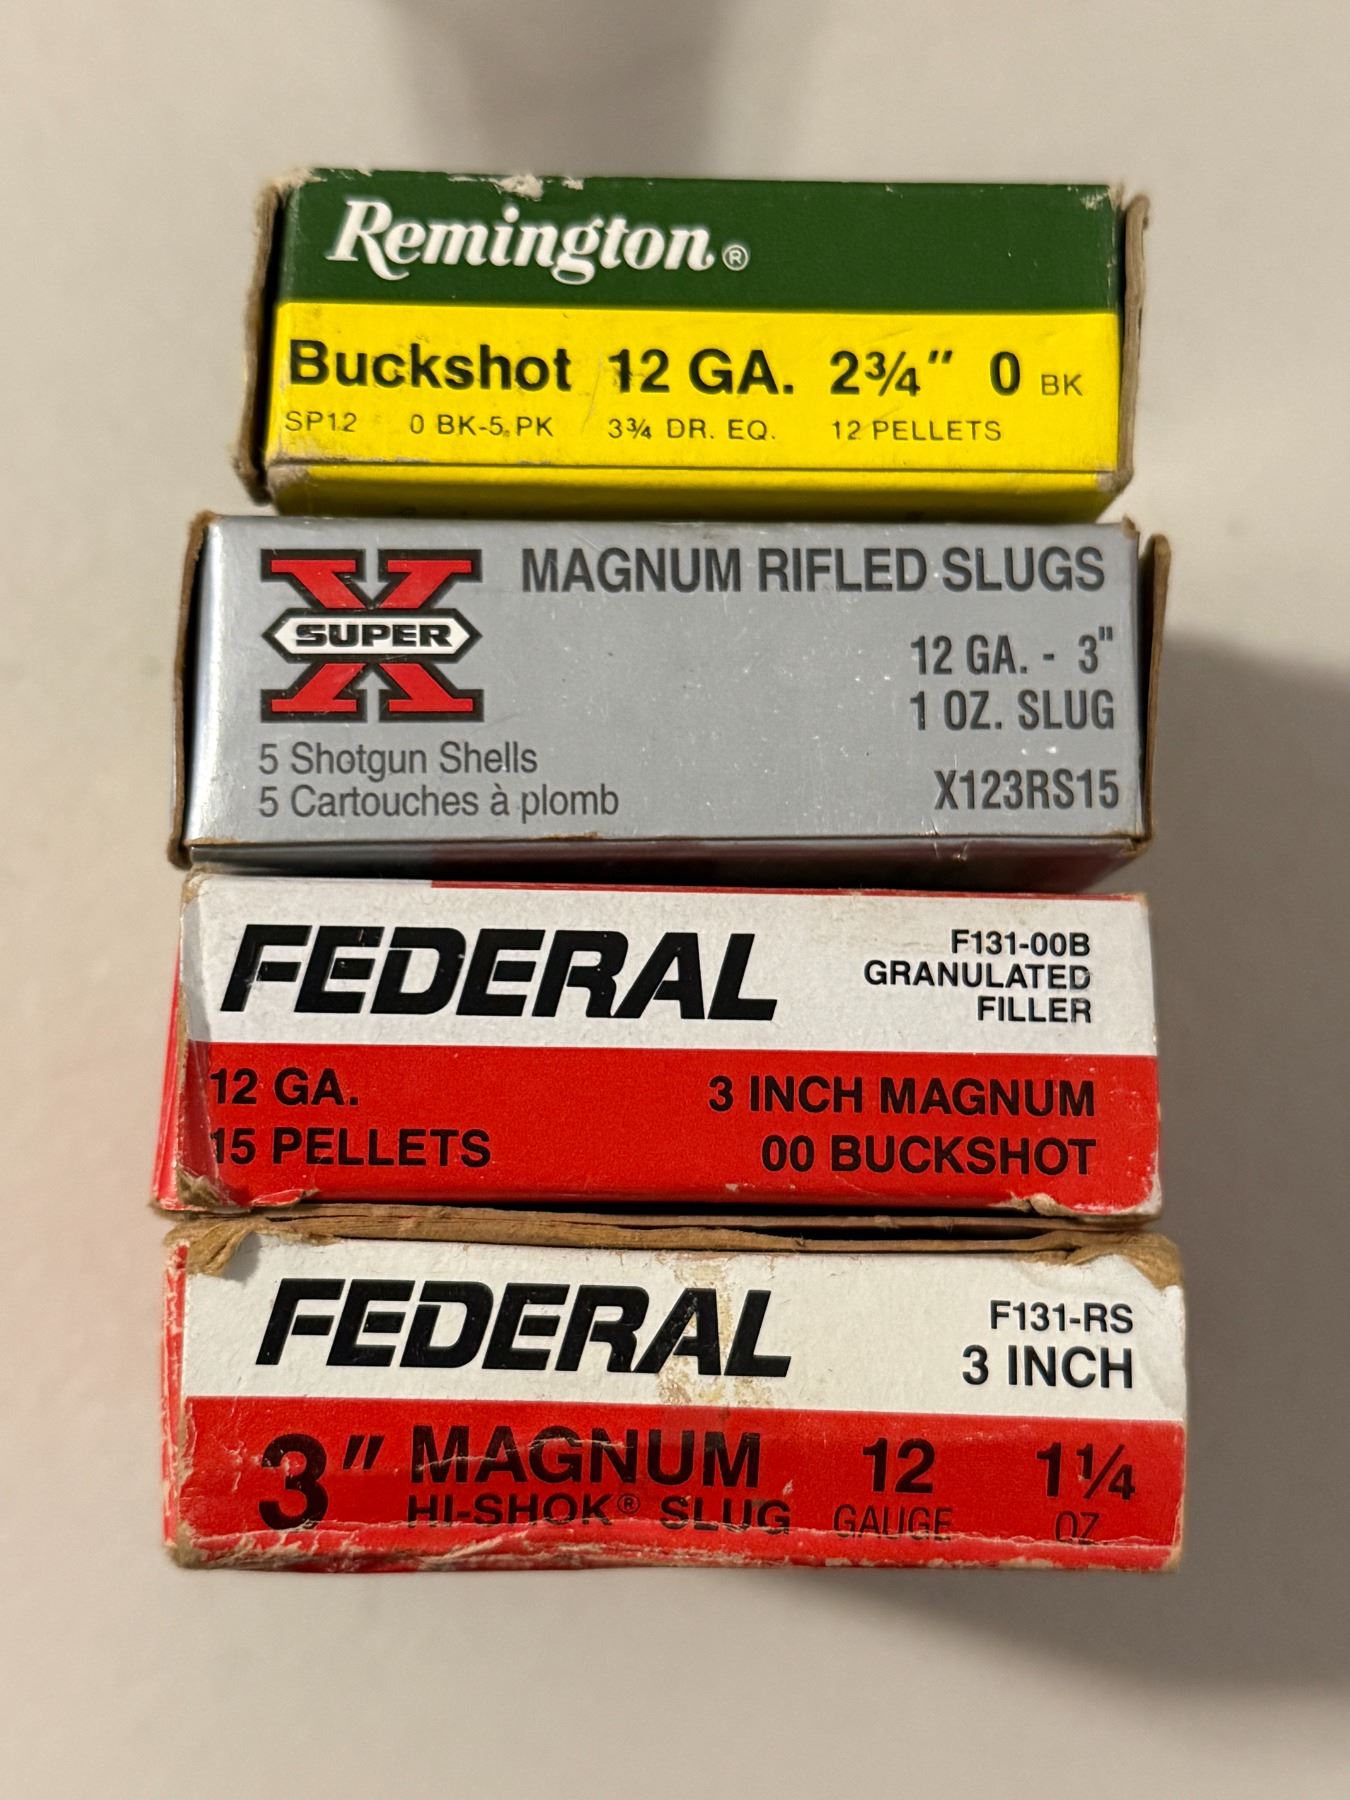 Remington®
Buckshot 12 GA. 2¾" 0 BK
SP12 0 BK-5 PK 3¾ DR. EQ. 12 PELLETS
X
SUPER
MAGNUM RIFLED SLUGS
12 GA. - 3"
1 OZ. SLUG
5 Shotgun Shells
5 Cartouches à plomb
X123RS15
FEDERAL
F131-00B
GRANULATED
FILLER
12 GA.
3 INCH MAGNUM
15 PELLETS
00 BUCKSHOT
FEDERAL
F131-RS
3 INCH
3" MAGNUM
HI-SHOK® SLUG
12
GAUGE
1¼
OZ